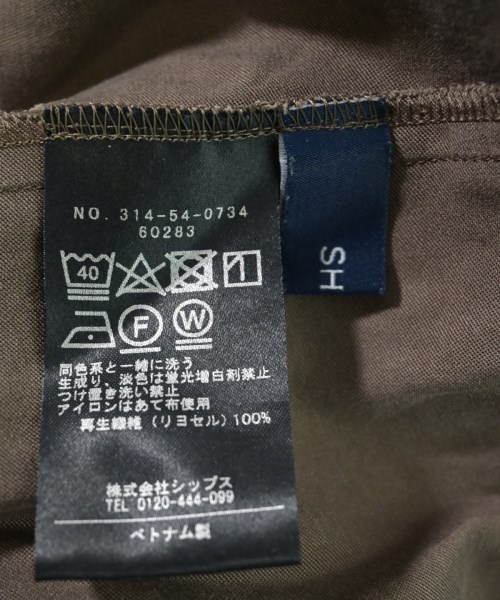 NO. 314-54-0734
60283
40
F
W
同色系と一緒に洗う
生成り、淡色は蛍光増白剤禁止
つけ置き洗い禁止
アイロンはあて布使用
再生繊維 (リヨセル) 100%
株式会社シップス
TEL 0120-444-099
ベトナム製
SH